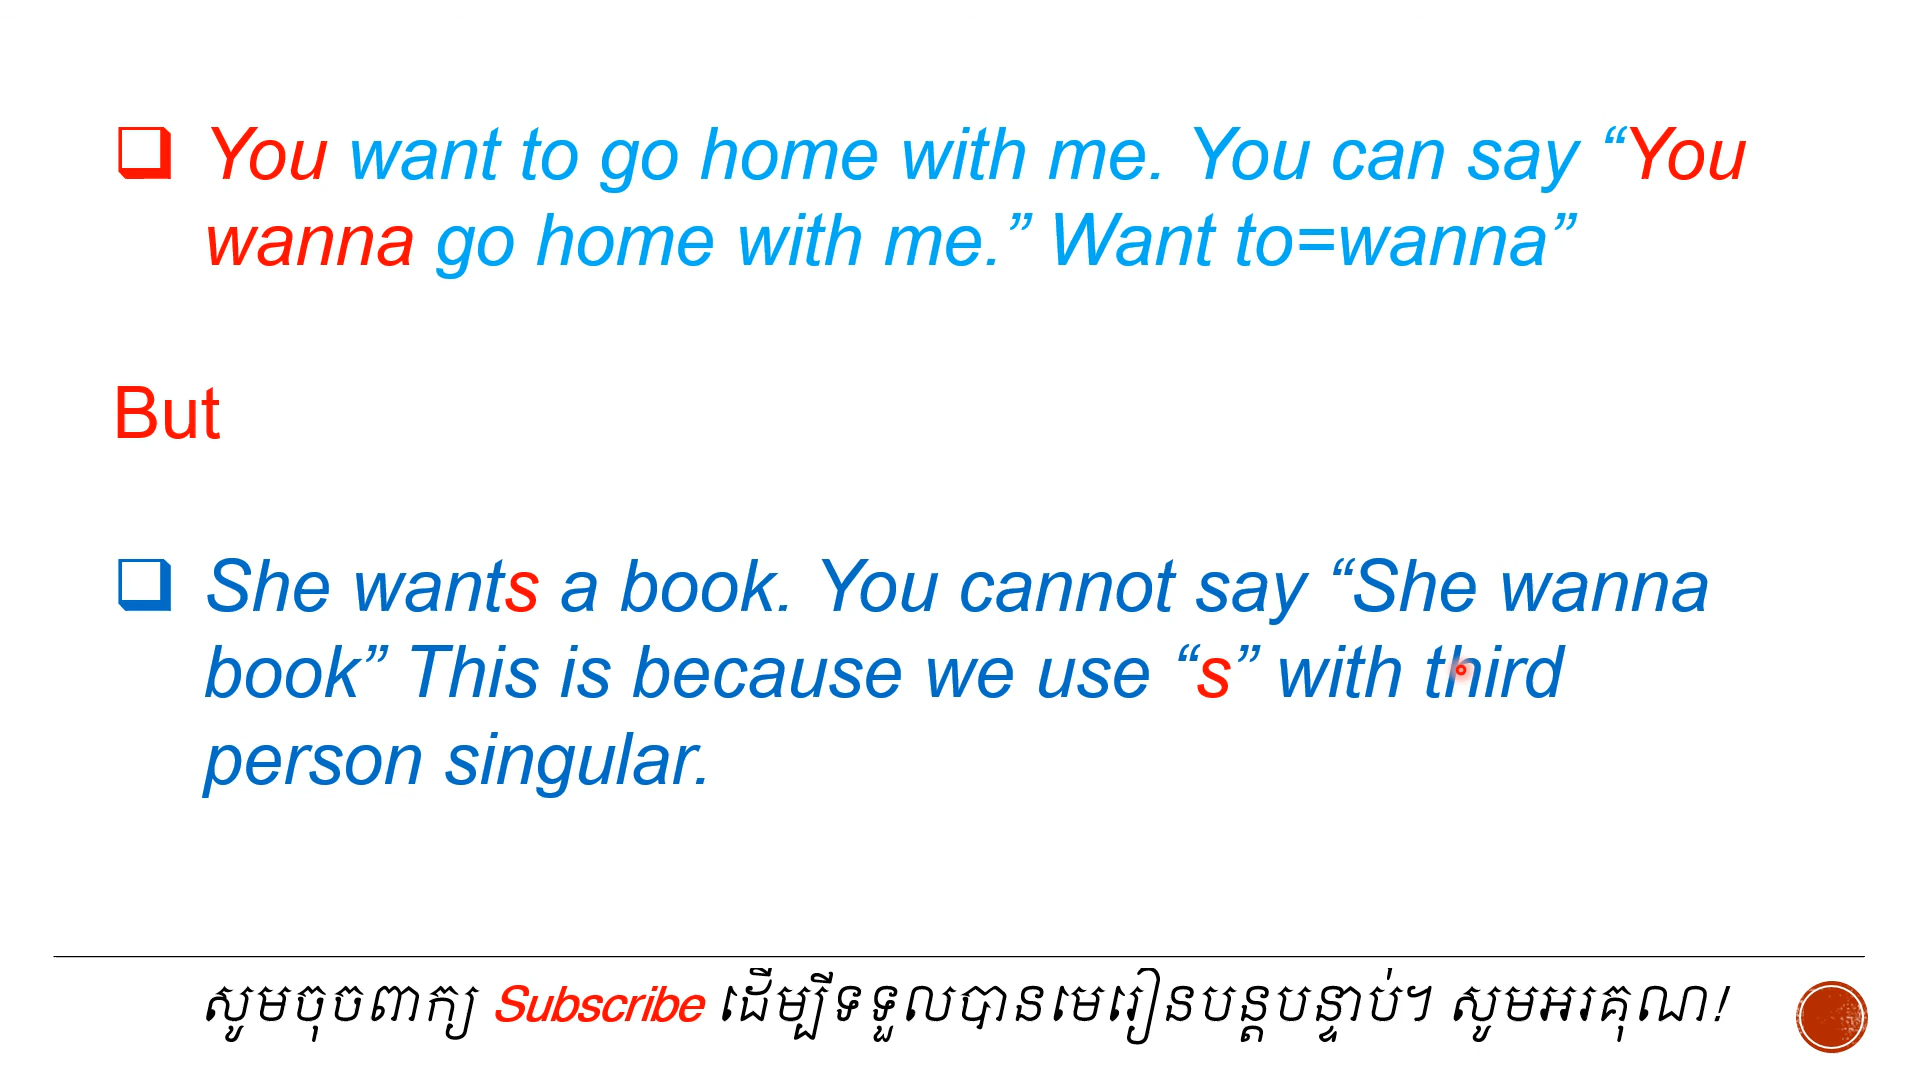 You want to go home with me. You can say “You
wanna go home with me.” Want to=wanna”
But
She wants a book. You cannot say “She wanna
book” This is because we use “s” with third
person singular.
សូមចុចពាក្យ Subscribe ដើម្បីទទួលបានមេរៀនបន្តបន្ទាប់។ សូមអរគុណ!